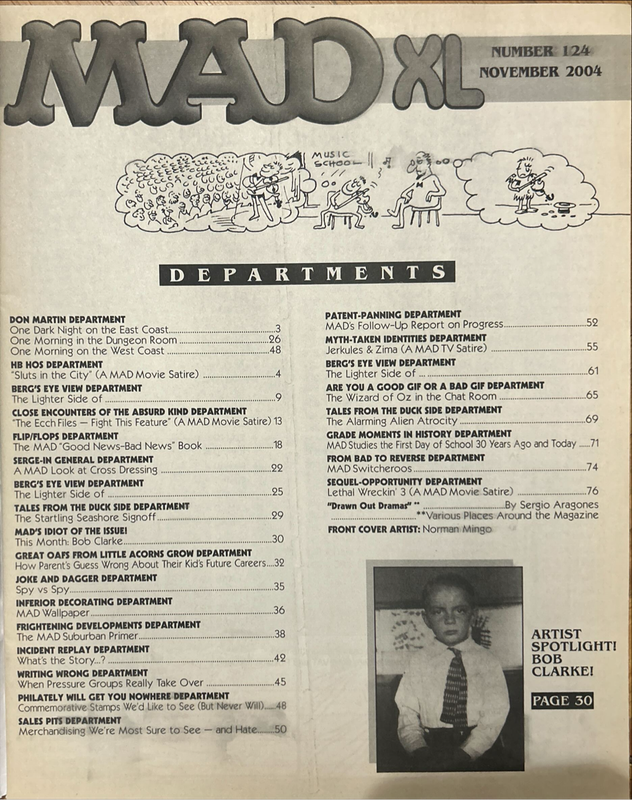 MAD XL
NUMBER 124
NOVEMBER 2004
MUSIC
SCHOOL
DEPARTMENTS
DON MARTIN DEPARTMENT
One Dark Night on the East Coast....3
One Morning in the Dungeon Room....26
One Morning on the West Coast....48
HB HOS DEPARTMENT
"Sluts in the City" (A MAD Movie Satire)....4
BERG'S EYE VIEW DEPARTMENT
The Lighter Side of....9
CLOSE ENCOUNTERS OF THE ABSURD KIND DEPARTMENT
"The Ecch Files — Fight This Feature" (A MAD Movie Satire) 13
FLIP/FLOPS DEPARTMENT
The MAD "Good News-Bad News" Book....18
SERGE-IN GENERAL DEPARTMENT
A MAD Look at Cross Dressing....22
BERG'S EYE VIEW DEPARTMENT
The Lighter Side of....25
TALES FROM THE DUCK SIDE DEPARTMENT
The Startling Seashore Signoff....29
MAD'S IDIOT OF THE ISSUE!
This Month: Bob Clarke....30
GREAT OAFS FROM LITTLE ACORNS GROW DEPARTMENT
How Parent's Guess Wrong About Their Kid's Future Careers...32
JOKE AND DAGGER DEPARTMENT
Spy vs Spy....35
INFERIOR DECORATING DEPARTMENT
MAD Wallpaper....36
FRIGHTENING DEVELOPMENTS DEPARTMENT
The MAD Suburban Primer....38
INCIDENT REPLAY DEPARTMENT
What's the Story...?....42
WRITING WRONG DEPARTMENT
When Pressure Groups Really Take Over....45
PHILATELY WILL GET YOU NOWHERE DEPARTMENT
Commemorative Stamps We'd Like to See (But Never Will)....48
SALES PITS DEPARTMENT
Merchandising We're Most Sure to See — and Hate....50
PATENT-PANNING DEPARTMENT
MAD's Follow-Up Report on Progress....52
MYTH-TAKEN IDENTITIES DEPARTMENT
Jerkules & Zima (A MAD TV Satire)....55
BERG'S EYE VIEW DEPARTMENT
The Lighter Side of ....61
ARE YOU A GOOD GIF OR A BAD GIF DEPARTMENT
The Wizard of Oz in the Chat Room....65
TALES FROM THE DUCK SIDE DEPARTMENT
The Alarming Alien Atrocity....69
GRADE MOMENTS IN HISTORY DEPARTMENT
MAD Studies the First Day of School 30 Years Ago and Today....71
FROM BAD TO REVERSE DEPARTMENT
MAD Switcheroos....74
SEQUEL-OPPORTUNITY DEPARTMENT
Lethal Wreckin' 3 (A MAD Movie Satire)....76
"Drawn Out Dramas" **....By Sergio Aragones
....**Various Places Around the Magazine
FRONT COVER ARTIST: Norman Mingo
ARTIST
SPOTLIGHT!
BOB
CLARKE!
PAGE 30